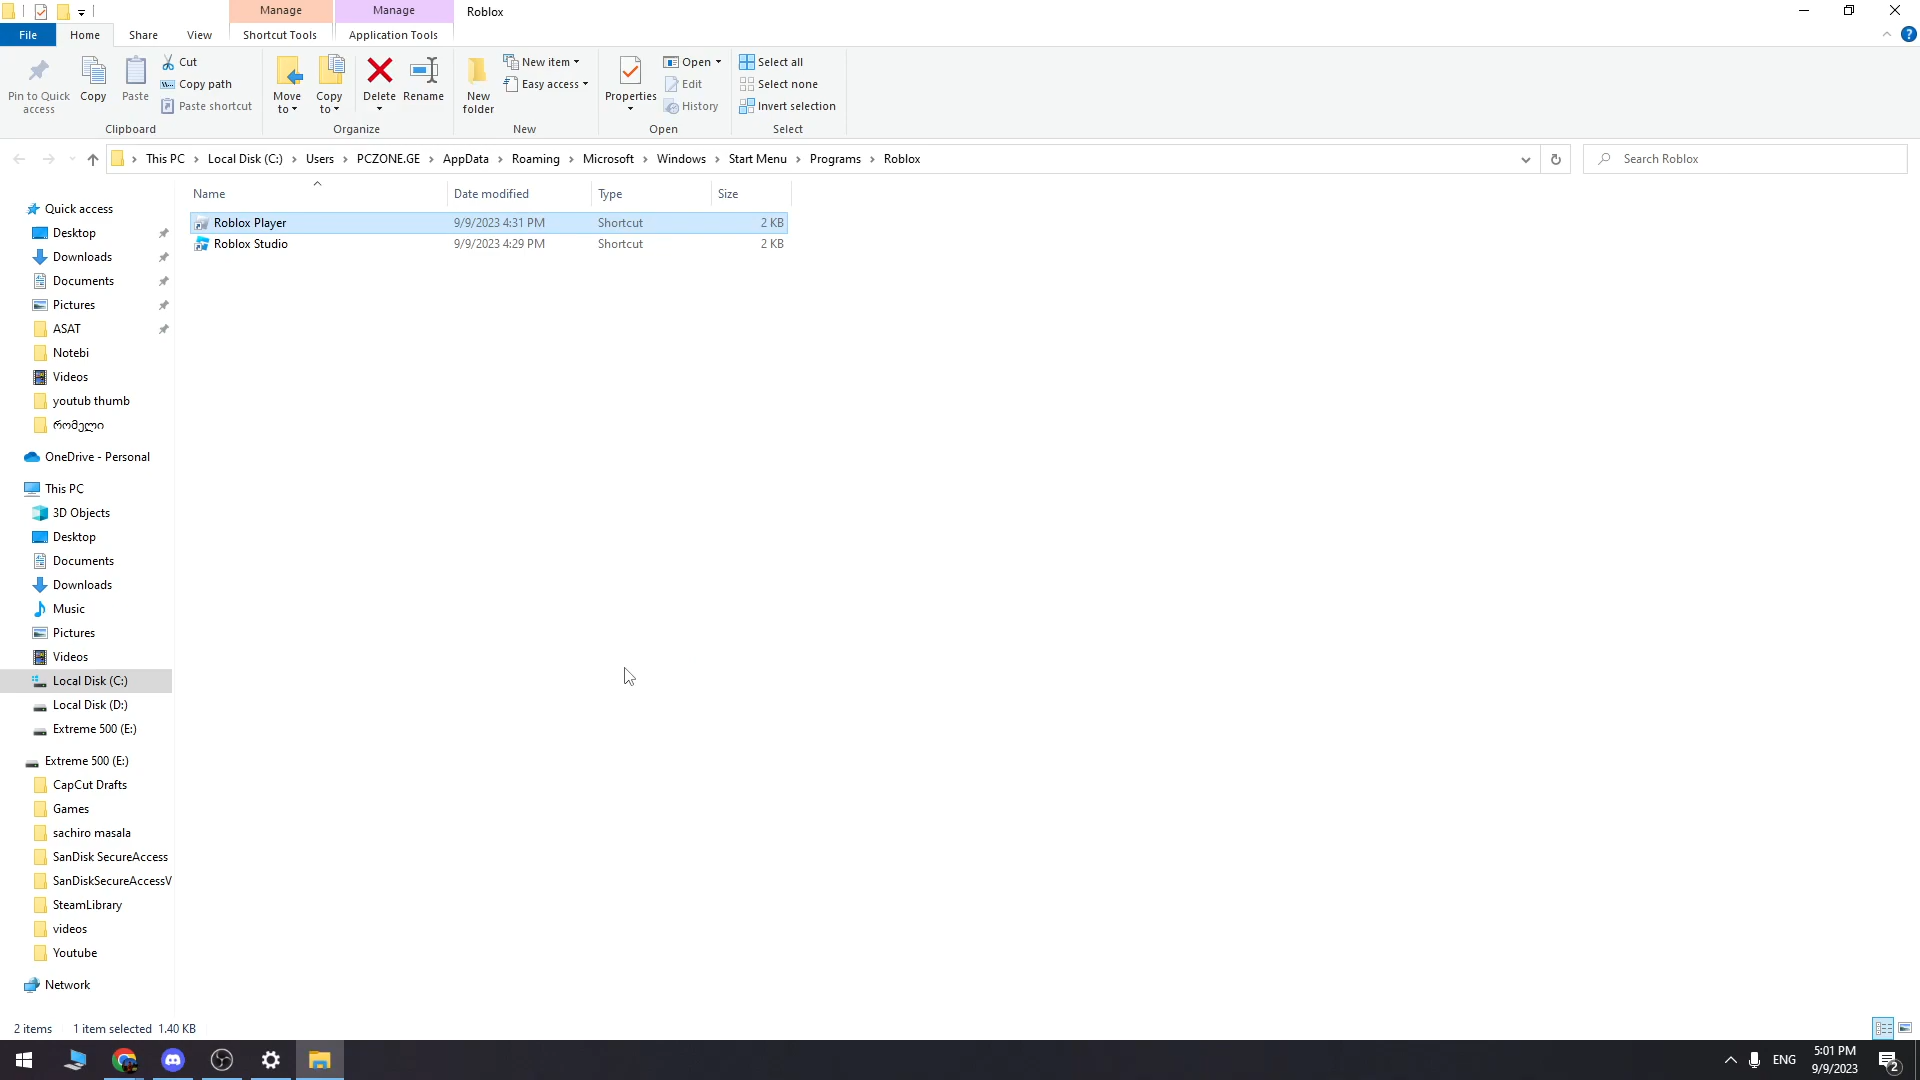 Manage Manage Roblox
File Home Share View Shortcut Tools Application Tools
Pin to Quick access
Copy
Paste
Cut
Copy path
Paste shortcut
Clipboard
Move to
Copy to
Delete
Rename
Organize
New folder
New item
Easy access
New
Properties
Open
Edit
History
Open
Select all
Select none
Invert selection
Select
This PC › Local Disk (C:) › Users › PCZONE.GE › AppData › Roaming › Microsoft › Windows › Start Menu › Programs › Roblox
Search Roblox
Name Date modified Type Size
Roblox Player 9/9/2023 4:31 PM Shortcut 2 KB
Roblox Studio 9/9/2023 4:29 PM Shortcut 2 KB
Quick access
Desktop
Downloads
Documents
Pictures
ASAT
Notebi
Videos
youtub thumb
რომელი
OneDrive - Personal
This PC
3D Objects
Desktop
Documents
Downloads
Music
Pictures
Videos
Local Disk (C:)
Local Disk (D:)
Extreme 500 (E:)
Extreme 500 (E:)
CapCut Drafts
Games
sachiro masala
SanDisk SecureAccess
SanDiskSecureAccessV
SteamLibrary
videos
Youtube
Network
2 items 1 item selected 1.40 KB
ENG
5:01 PM
9/9/2023
2